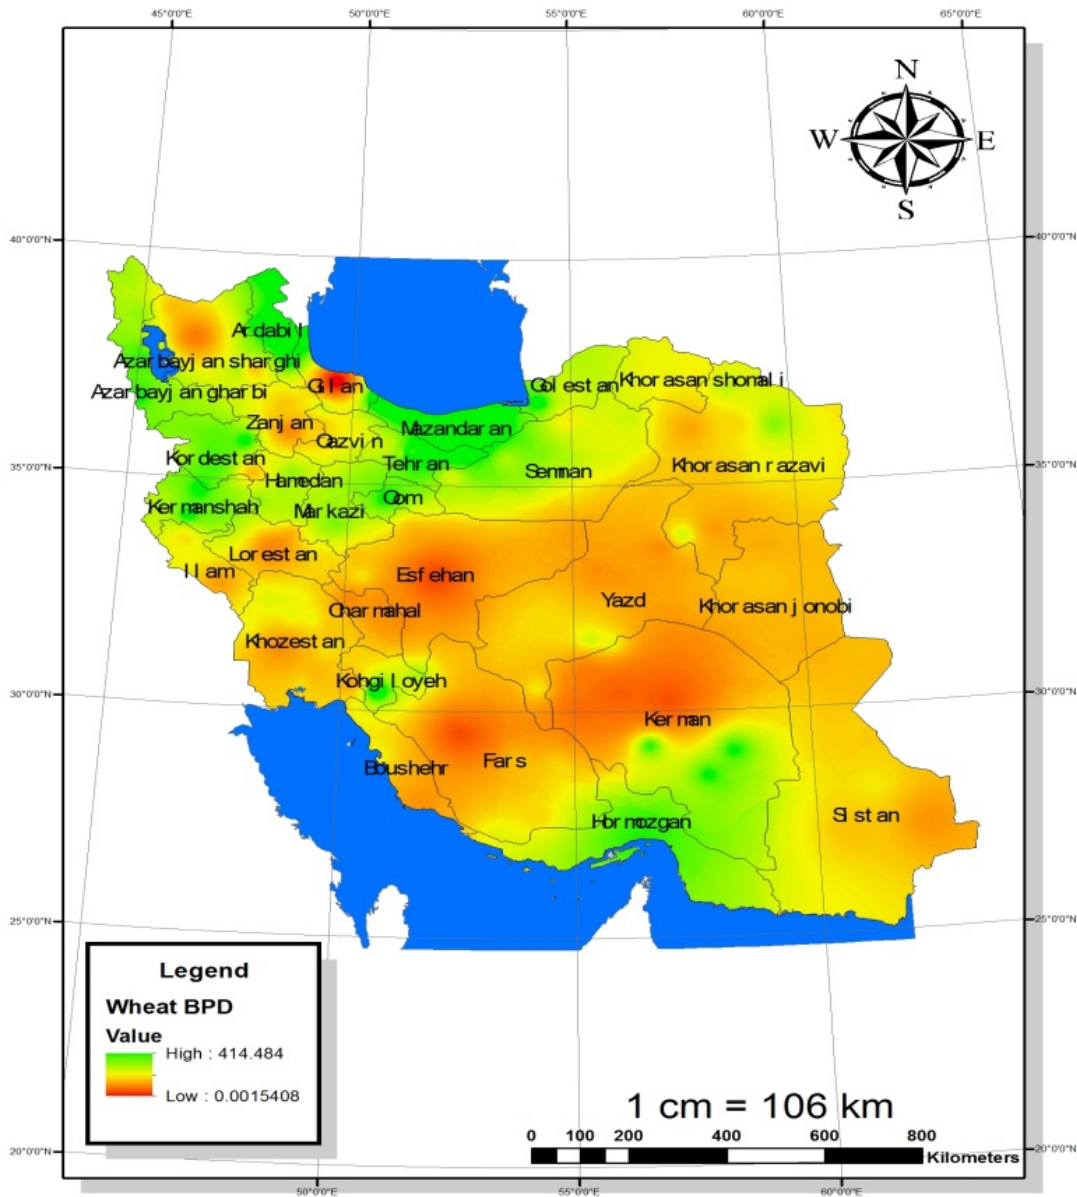 45°0'0"E 50°0'0"E 55°0'0"E 60°0'0"E 65°0'0"E
N
W E
S
40°0'0"N 40°0'0"N
Ardabil
Azarbayjan sharghi
Gilan
Golestan
Khorasan shomali
Azarbayjan gharbi
Zanjan
Qazvin
Mazandaran
Kordestan
Tehran
Semnan
Khorasan razavi
35°0'0"N 35°0'0"N
Hamedan
Qom
Kermanshah
Markazi
Lorestan
Ilam
Esfehan
Charmahal
Yazd
Khorasan jonobi
Khozestan
Kohgiloyeh
30°0'0"N 30°0'0"N
Kerman
Boushehr
Fars
Hormozgan
Sistan
25°0'0"N 25°0'0"N
Legend
Wheat BPD
Value
High : 414.484
Low : 0.0015408
1 cm = 106 km
0 100 200 400 600 800
Kilometers
20°0'0"N 20°0'0"N
50°0'0"E 55°0'0"E 60°0'0"E